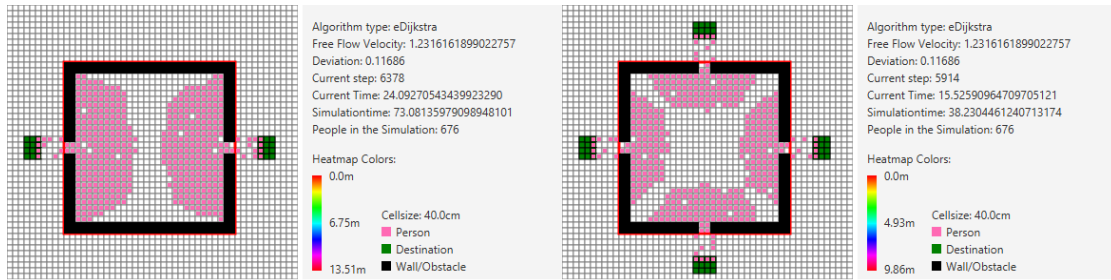 Algorithm type: eDijkstra
Free Flow Velocity: 1.2316161899022757
Deviation: 0.11686
Current step: 6378
Current Time: 24.09270543439923290
Simulationtime: 73.08135979098948101
People in the Simulation: 676
Heatmap Colors:
0.0m
6.75m
13.51m
Cellsize: 40.0cm
Person
Destination
Wall/Obstacle
Algorithm type: eDijkstra
Free Flow Velocity: 1.2316161899022757
Deviation: 0.11686
Current step: 5914
Current Time: 15.52590964709705121
Simulationtime: 38.2304461240713174
People in the Simulation: 676
Heatmap Colors:
0.0m
4.93m
9.86m
Cellsize: 40.0cm
Person
Destination
Wall/Obstacle